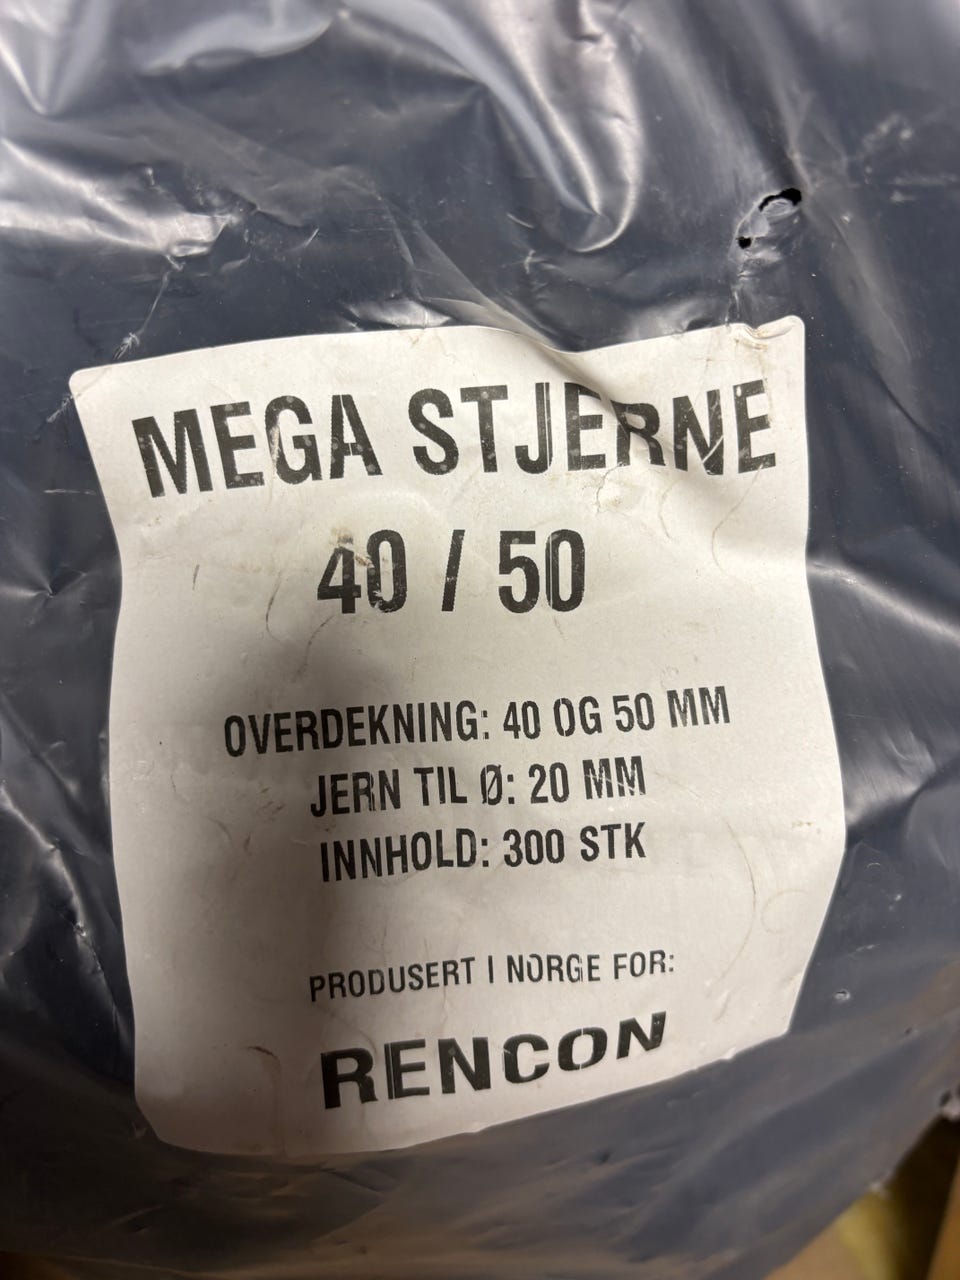 MEGA STJERNE
40 / 50
OVERDEKNING: 40 OG 50 MM
JERN TIL Ø: 20 MM
INNHOLD: 300 STK
PRODUSERT I NORGE FOR:
RENCON